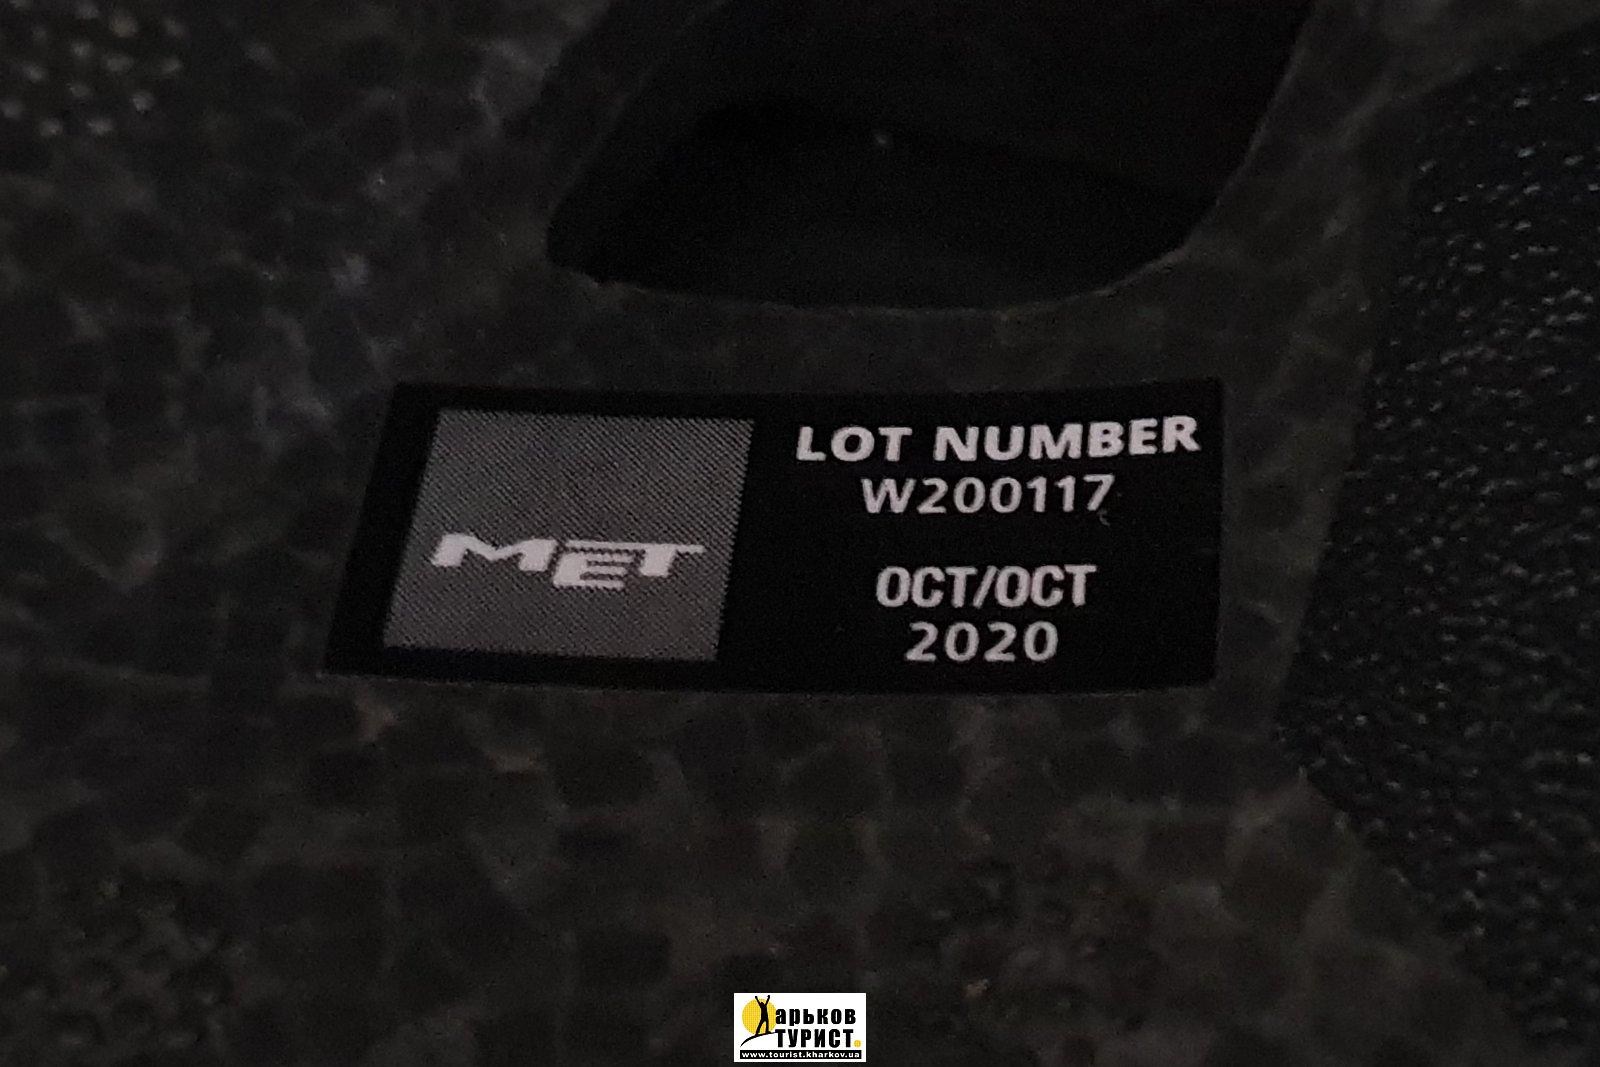 MET
LOT NUMBER
W200117
OCT/OCT
2020
Харьков
ТУРИСТ.
www.tourist.kharkov.ua